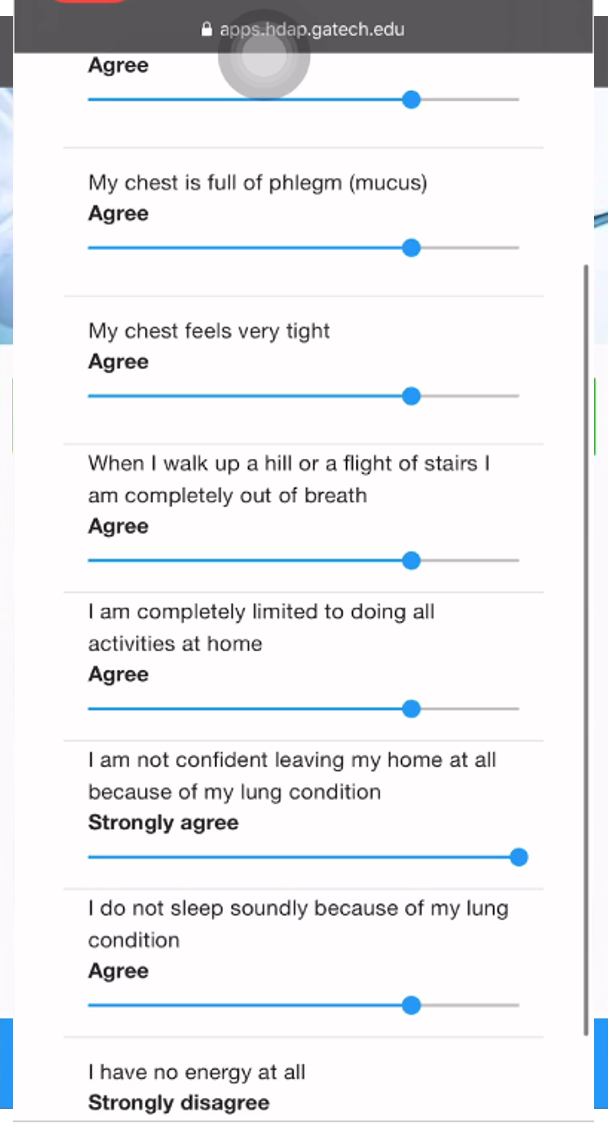 apps.hdap.gatech.edu
Agree
My chest is full of phlegm (mucus)
Agree
My chest feels very tight
Agree
When I walk up a hill or a flight of stairs I
am completely out of breath
Agree
I am completely limited to doing all
activities at home
Agree
I am not confident leaving my home at all
because of my lung condition
Strongly agree
I do not sleep soundly because of my lung
condition
Agree
I have no energy at all
Strongly disagree